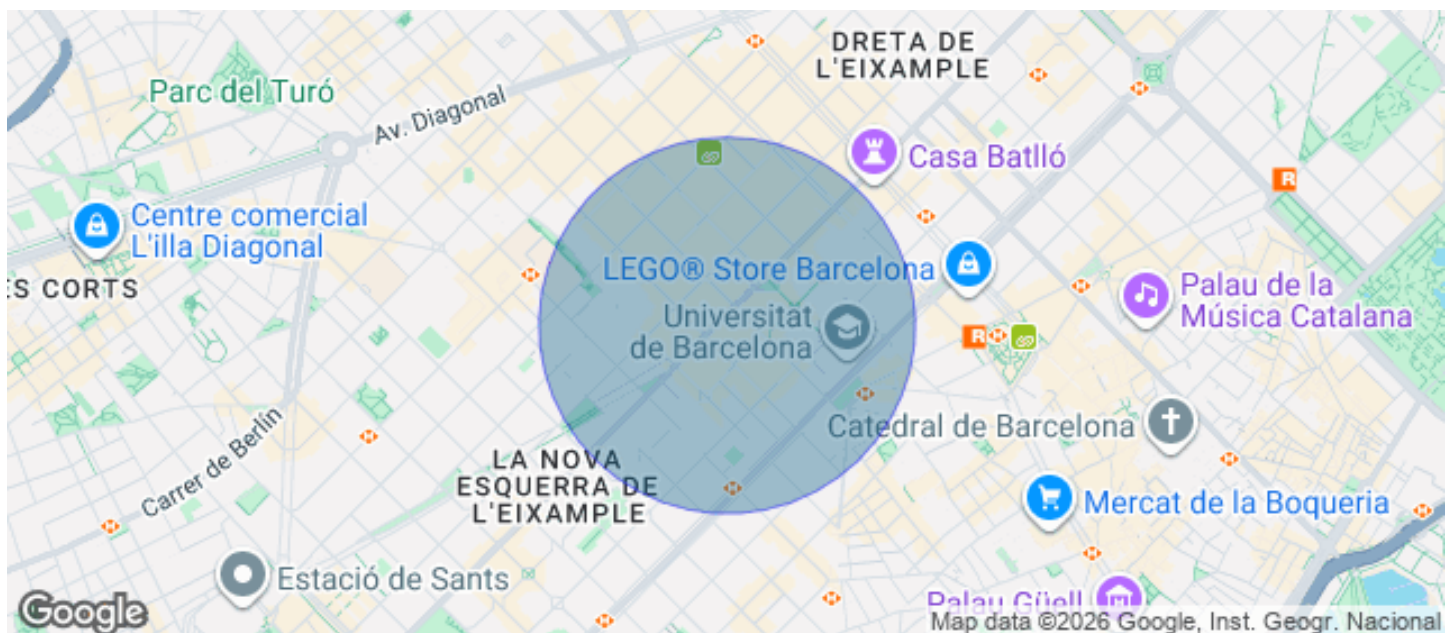 DRETA DE
L'EIXAMPLE
Parc del Turó
Av. Diagonal
Casa Batlló
R
Centre comercial
L'illa Diagonal
LEGO® Store Barcelona
ES CORTS
Palau de la
Música Catalana
Universitat
de Barcelona
R
Catedral de Barcelona
Carrer de Berlín
LA NOVA
ESQUERRA DE
L'EIXAMPLE
Mercat de la Boqueria
Estació de Sants
Palau Güell
Google
Map data ©2026 Google, Inst. Geogr. Nacional